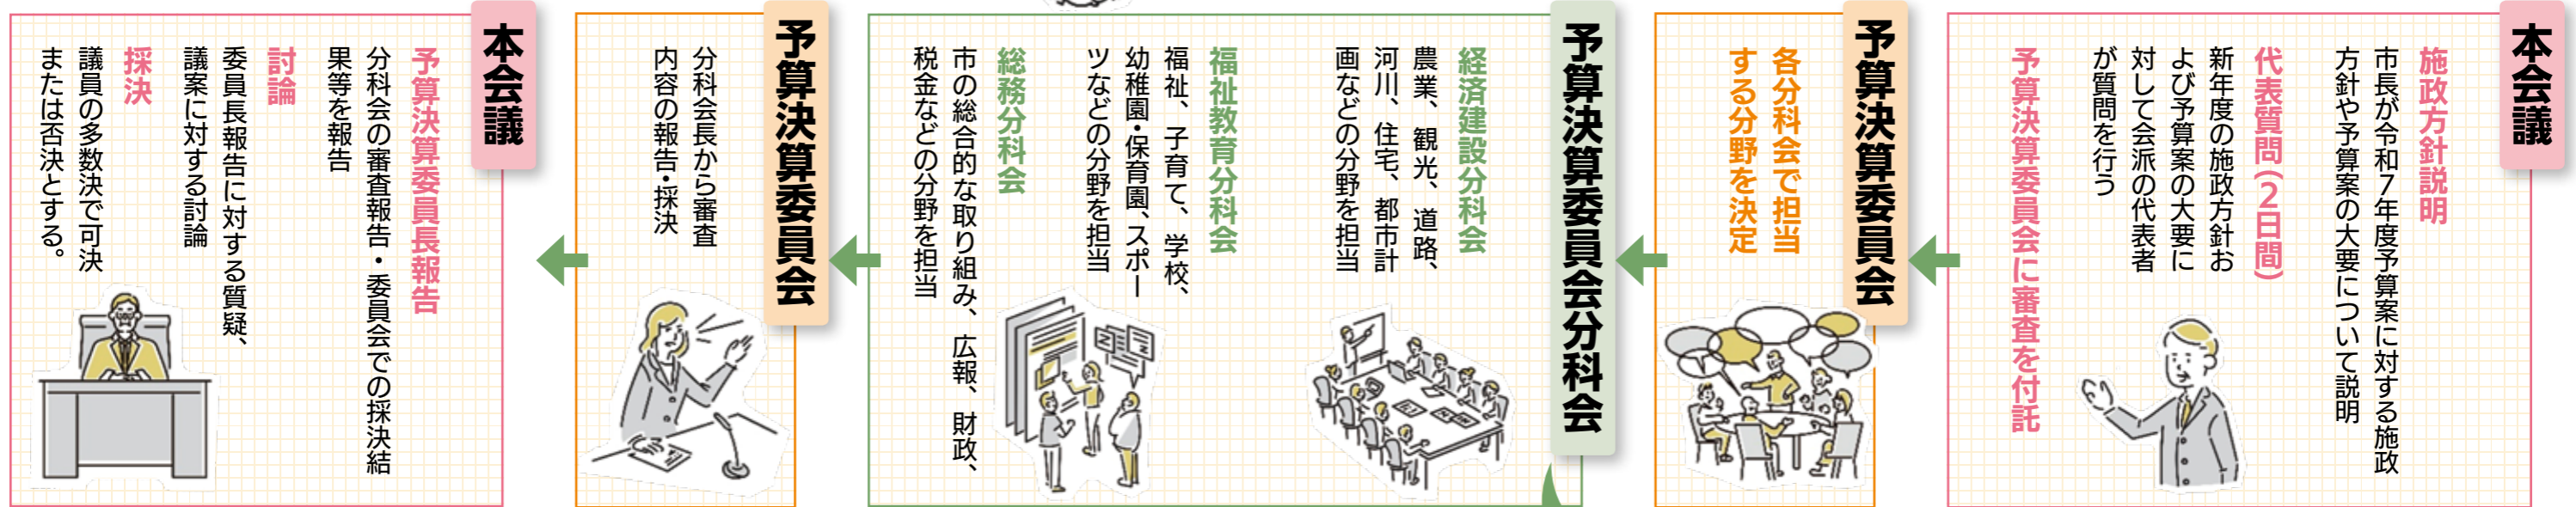 本会議
施政方針説明
市長が令和7年度予算案に対する施政
方針や予算案の大要について説明
代表質問(2日間)
新年度の施政方針お
よび予算案の大要に
対して会派の代表者
が質問を行う
予算決算委員会に審査を付託
予算決算委員会
各分科会で担当
する分野を決定
予算決算委員会分科会
経済建設分科会
農業、観光、道路、
河川、住宅、都市計
画などの分野を担当
福祉教育分科会
福祉、子育て、学校、
幼稚園・保育園、スポー
ツなどの分野を担当
総務分科会
市の総合的な取り組み、広報、財政、
税金などの分野を担当
予算決算委員会
分科会長から審査
内容の報告・採決
本会議
予算決算委員長報告
分科会の審査報告・委員会での採決結
果等を報告
討論
委員長報告に対する質疑、
議案に対する討論
採決
議員の多数決で可決
または否決とする。